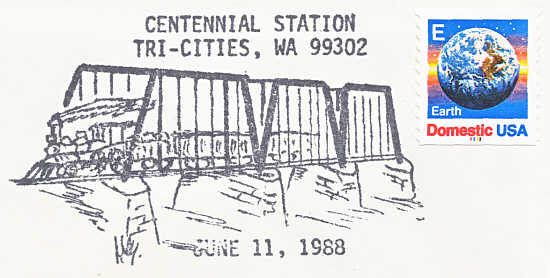 CENTENNIAL STATION
TRI-CITIES, WA 99302
E
Earth
Domestic USA
JUNE 11, 1988